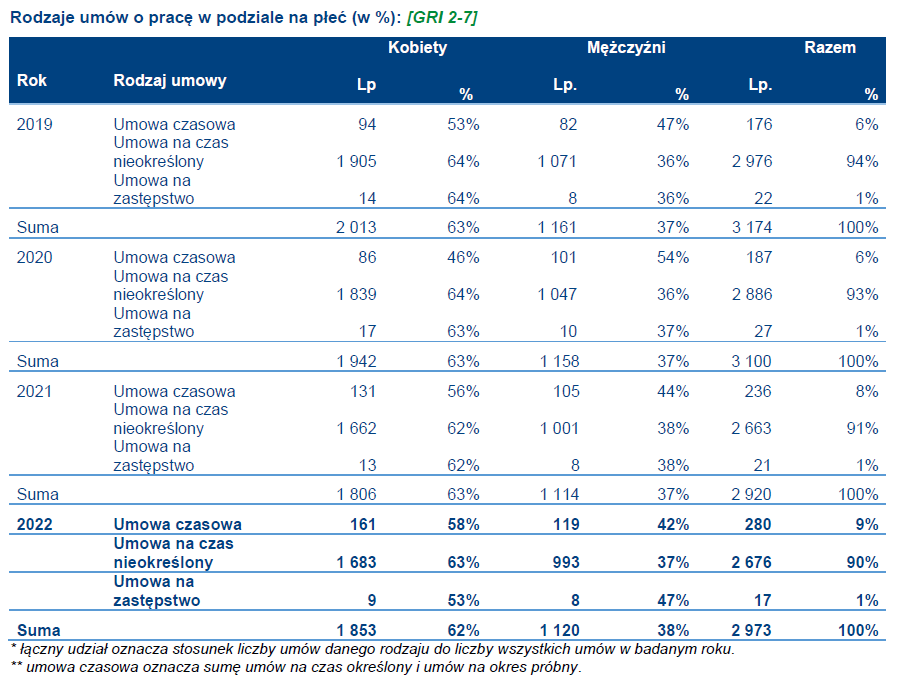 Rodzaje umów o pracę w podziale na płeć (w %): [GRI 2-7]
Kobiety Mężczyźni Razem
Rok Rodzaj umowy Lp % Lp. % Lp. %
2019 Umowa czasowa 94 53% 82 47% 176 6%
Umowa na czas
nieokreślony 1 905 64% 1 071 36% 2 976 94%
Umowa na
zastępstwo 14 64% 8 36% 22 1%
Suma 2 013 63% 1 161 37% 3 174 100%
2020 Umowa czasowa 86 46% 101 54% 187 6%
Umowa na czas
nieokreślony 1 839 64% 1 047 36% 2 886 93%
Umowa na
zastępstwo 17 63% 10 37% 27 1%
Suma 1 942 63% 1 158 37% 3 100 100%
2021 Umowa czasowa 131 56% 105 44% 236 8%
Umowa na czas
nieokreślony 1 662 62% 1 001 38% 2 663 91%
Umowa na
zastępstwo 13 62% 8 38% 21 1%
Suma 1 806 63% 1 114 37% 2 920 100%
2022 Umowa czasowa 161 58% 119 42% 280 9%
Umowa na czas
nieokreślony 1 683 63% 993 37% 2 676 90%
Umowa na
zastępstwo 9 53% 8 47% 17 1%
Suma 1 853 62% 1 120 38% 2 973 100%
* łączny udział oznacza stosunek liczby umów danego rodzaju do liczby wszystkich umów w badanym roku.
** umowa czasowa oznacza sumę umów na czas określony i umów na okres próbny.